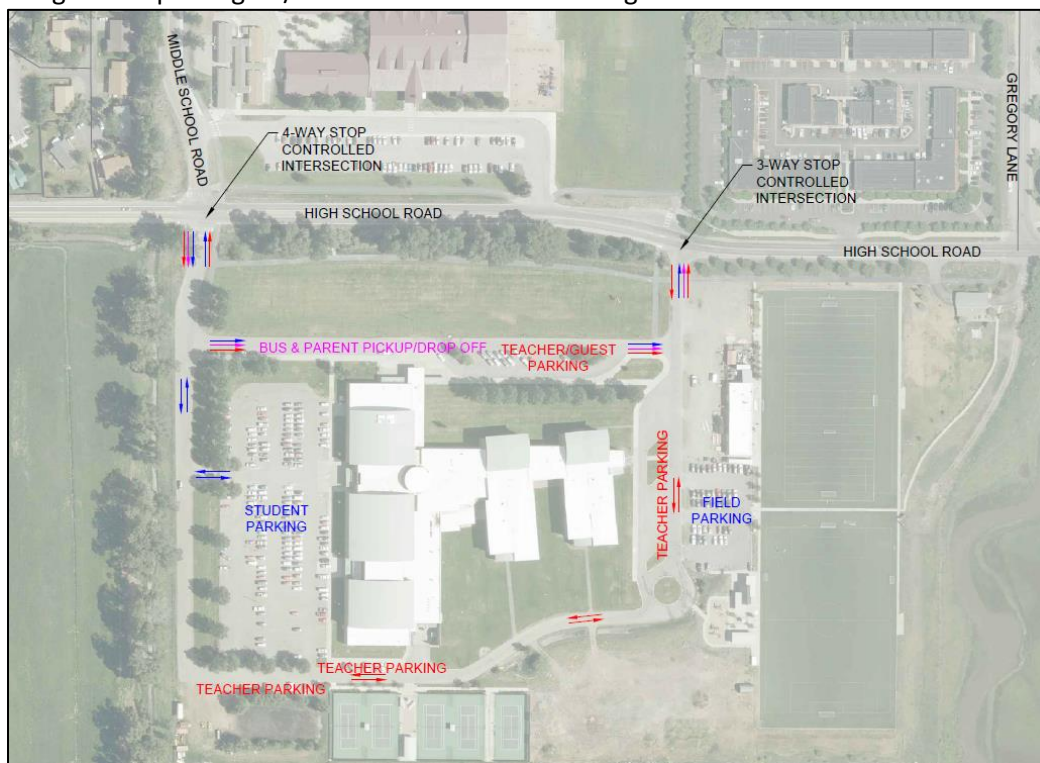 MIDDLE SCHOOL ROAD
4-WAY STOP
CONTROLLED
INTERSECTION
3-WAY STOP
CONTROLLED
INTERSECTION
GREGORY LANE
HIGH SCHOOL ROAD
HIGH SCHOOL ROAD
BUS & PARENT PICKUP/DROP OFF
TEACHER/GUEST
PARKING
TEACHER PARKING
STUDENT
PARKING
FIELD
PARKING
TEACHER PARKING
TEACHER PARKING